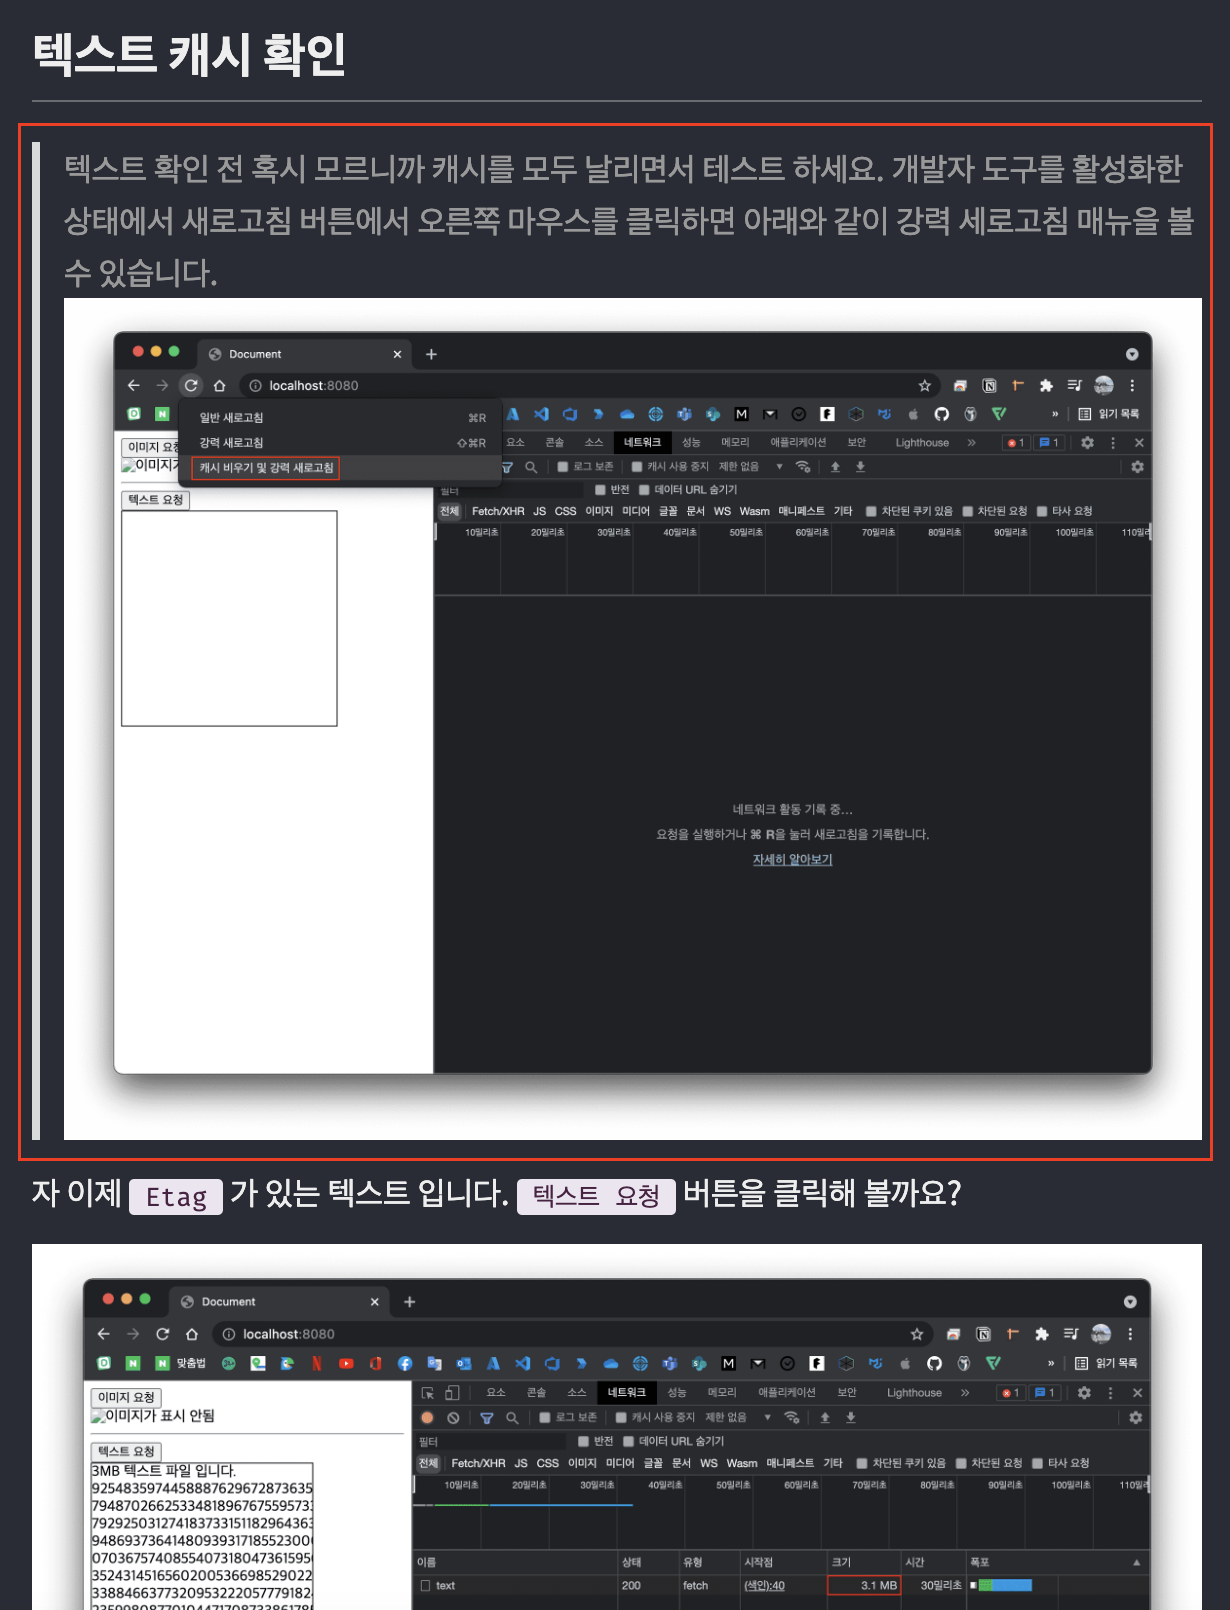 텍스트 캐시 확인
텍스트 확인 전 혹시 모르니까 캐시를 모두 날리면서 테스트 하세요. 개발자 도구를 활성화한
상태에서 새로고침 버튼에서 오른쪽 마우스를 클릭하면 아래와 같이 강력 세로고침 매뉴을 볼
수 있습니다.
Document
localhost:8080
일반 새로고침 ⌘R
강력 새로고침 ⇧⌘R
캐시 비우기 및 강력 새로고침
읽기 목록
이미지 요청
요소 콘솔 소스 네트워크 성능 메모리 애플리케이션 보안 Lighthouse » 1 1
로그 보존 캐시 사용 중지 제한 없음
텍스트 요청
필터 반전 데이터 URL 숨기기
전체 Fetch/XHR JS CSS 이미지 미디어 글꼴 문서 WS Wasm 매니페스트 기타 차단된 쿠키 있음 차단된 요청 타사 요청
10밀리초 20밀리초 30밀리초 40밀리초 50밀리초 60밀리초 70밀리초 80밀리초 90밀리초 100밀리초 110밀리
네트워크 활동 기록 중...
요청을 실행하거나 ⌘ R을 눌러 새로고침을 기록합니다.
자세히 알아보기
자 이제 Etag 가 있는 텍스트 입니다. 텍스트 요청 버튼을 클릭해 볼까요?
Document
localhost:8080
맞춤법 » 읽기 목록
이미지 요청
이미지가 표시 안됨
텍스트 요청
3MB 텍스트 파일 입니다.
요소 콘솔 소스 네트워크 성능 메모리 애플리케이션 보안 Lighthouse » 1 1
로그 보존 캐시 사용 중지 제한 없음
필터 반전 데이터 URL 숨기기
전체 Fetch/XHR JS CSS 이미지 미디어 글꼴 문서 WS Wasm 매니페스트 기타 차단된 쿠키 있음 차단된 요청 타사 요청
10밀리초 20밀리초 30밀리초 40밀리초 50밀리초 60밀리초 70밀리초 80밀리초 90밀리초 100밀리초 110밀리
이름 상태 유형 시작점 크기 시간 폭포
text 200 fetch (색인):40 3.1 MB 30밀리초